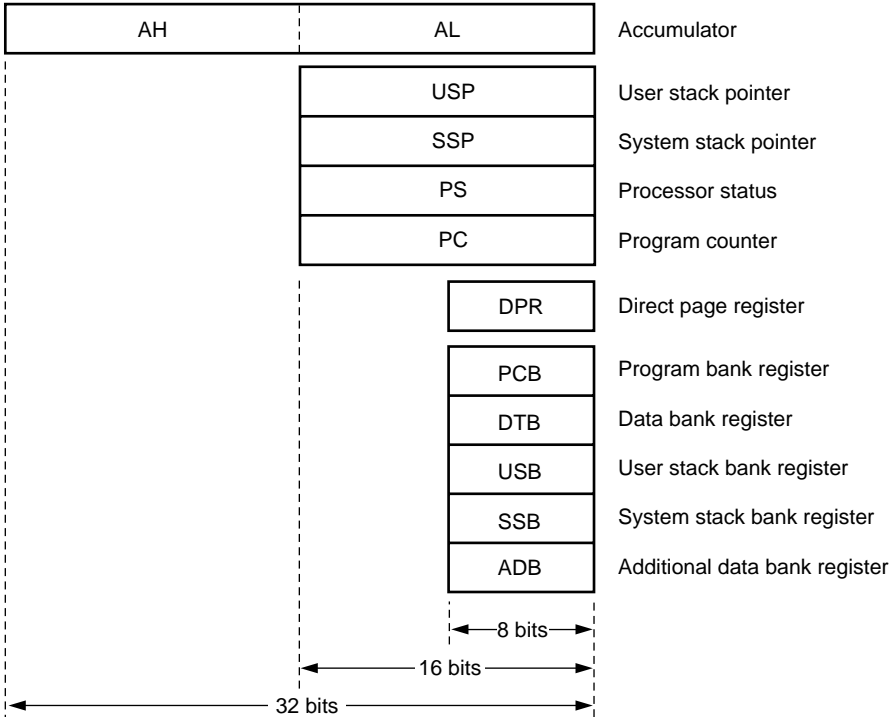 AH AL Accumulator
USP User stack pointer
SSP System stack pointer
PS Processor status
PC Program counter
DPR Direct page register
PCB Program bank register
DTB Data bank register
USB User stack bank register
SSB System stack bank register
ADB Additional data bank register
8 bits
16 bits
32 bits